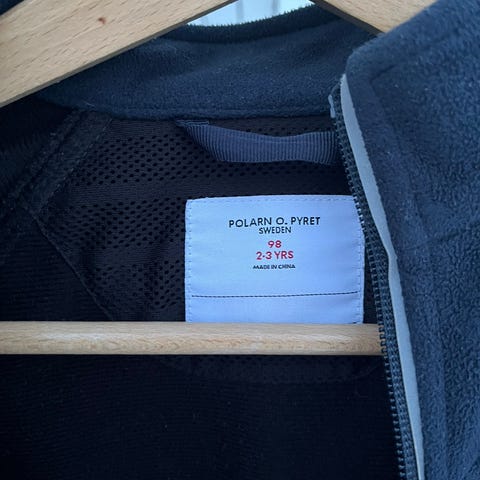 POLARN O. PYRET
SWEDEN
98
2-3 YRS
MADE IN CHINA